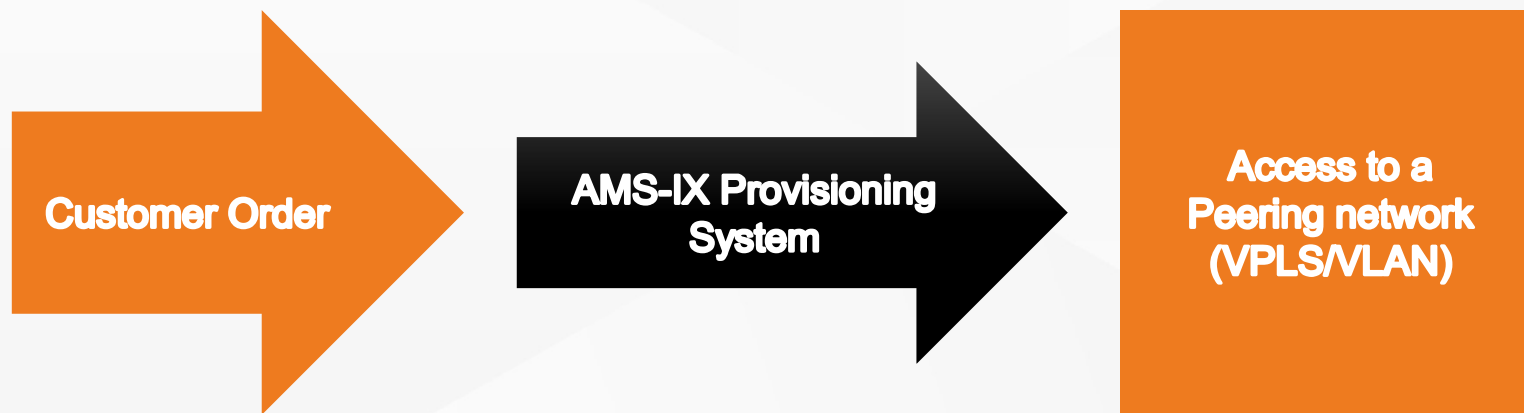 Customer Order
AMS-IX Provisioning
System
Access to a
Peering network
(VPLS/VLAN)